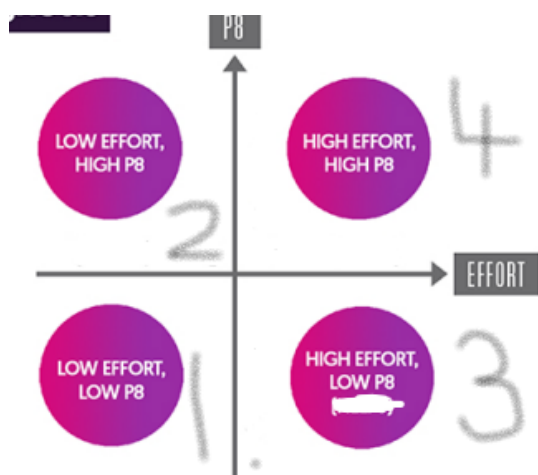 P8
LOW EFFORT,
HIGH P8
HIGH EFFORT,
HIGH P8
4
2
EFFORT
LOW EFFORT,
LOW P8
1.
HIGH EFFORT,
LOW P8
3